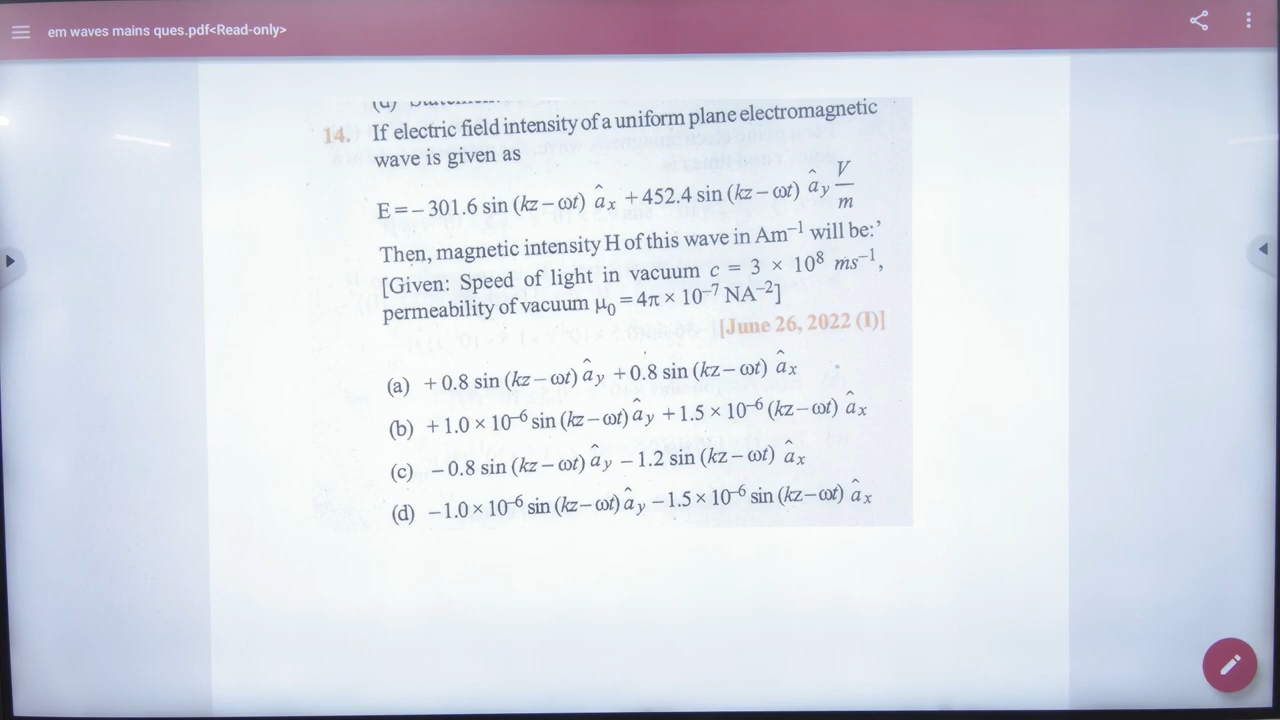 em waves mains ques.pdf<Read-only>
14. If electric field intensity of a uniform plane electromagnetic
wave is given as
E = – 301.6 sin (kz – ωt) âx + 452.4 sin (kz – ωt) ây V/m
Then, magnetic intensity H of this wave in Am⁻¹ will be:’
[Given: Speed of light in vacuum c = 3 × 10⁸ ms⁻¹,
permeability of vacuum μ₀ = 4π × 10⁻⁷ NA⁻²]
[June 26, 2022 (I)]
(a) + 0.8 sin (kz – ωt) ây + 0.8 sin (kz – ωt) âx
(b) + 1.0 × 10⁻⁶ sin (kz – ωt) ây + 1.5 × 10⁻⁶ (kz – ωt) âx
(c) – 0.8 sin (kz – ωt) ây – 1.2 sin (kz – ωt) âx
(d) – 1.0 × 10⁻⁶ sin (kz – ωt) ây – 1.5 × 10⁻⁶ sin (kz – ωt) âx